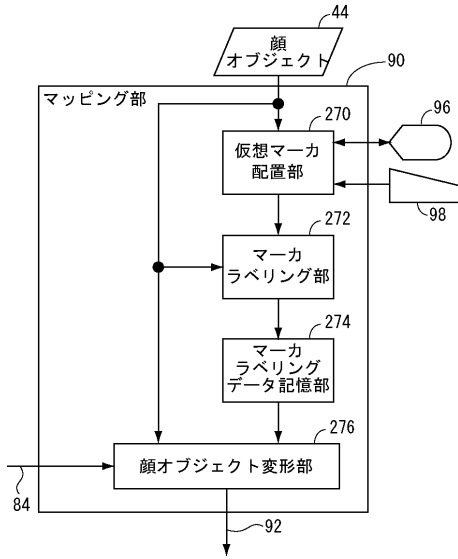 44
顔
オブジェクト
90
マッピング部
270
96
仮想マーカ
配置部
98
272
マーカ
ラベリング部
274
マーカ
ラベリング
データ記憶部
276
顔オブジェクト変形部
84
92